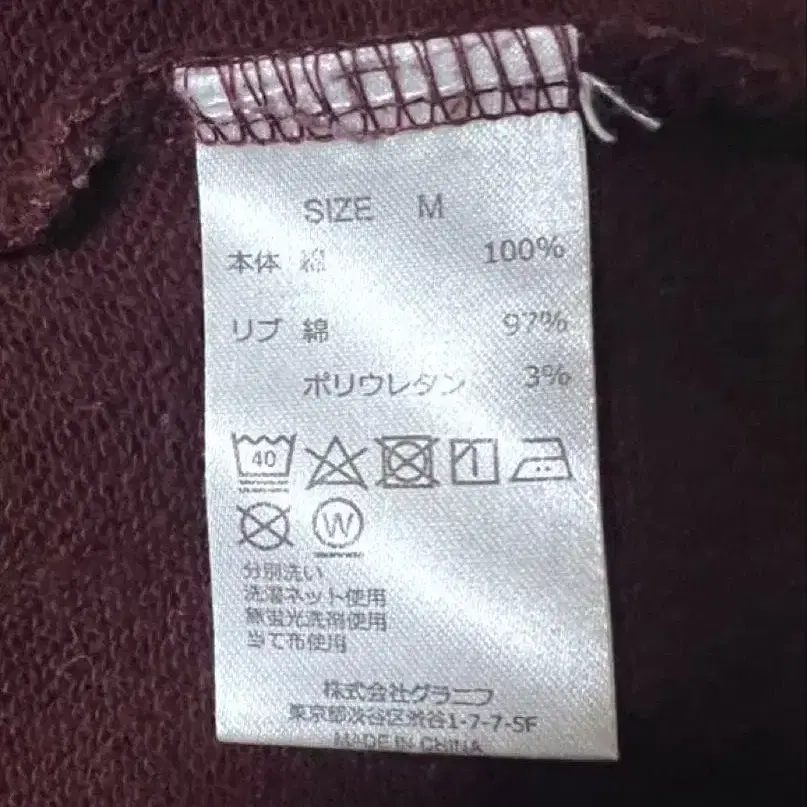 SIZE M
本体 綿 100%
リブ 綿 97%
ポリウレタン 3%
40
W
分別洗い
洗濯ネット使用
無蛍光洗剤使用
当て布使用
株式会社グラニフ
東京都渋谷区渋谷1-7-7-5F
MADE IN CHINA